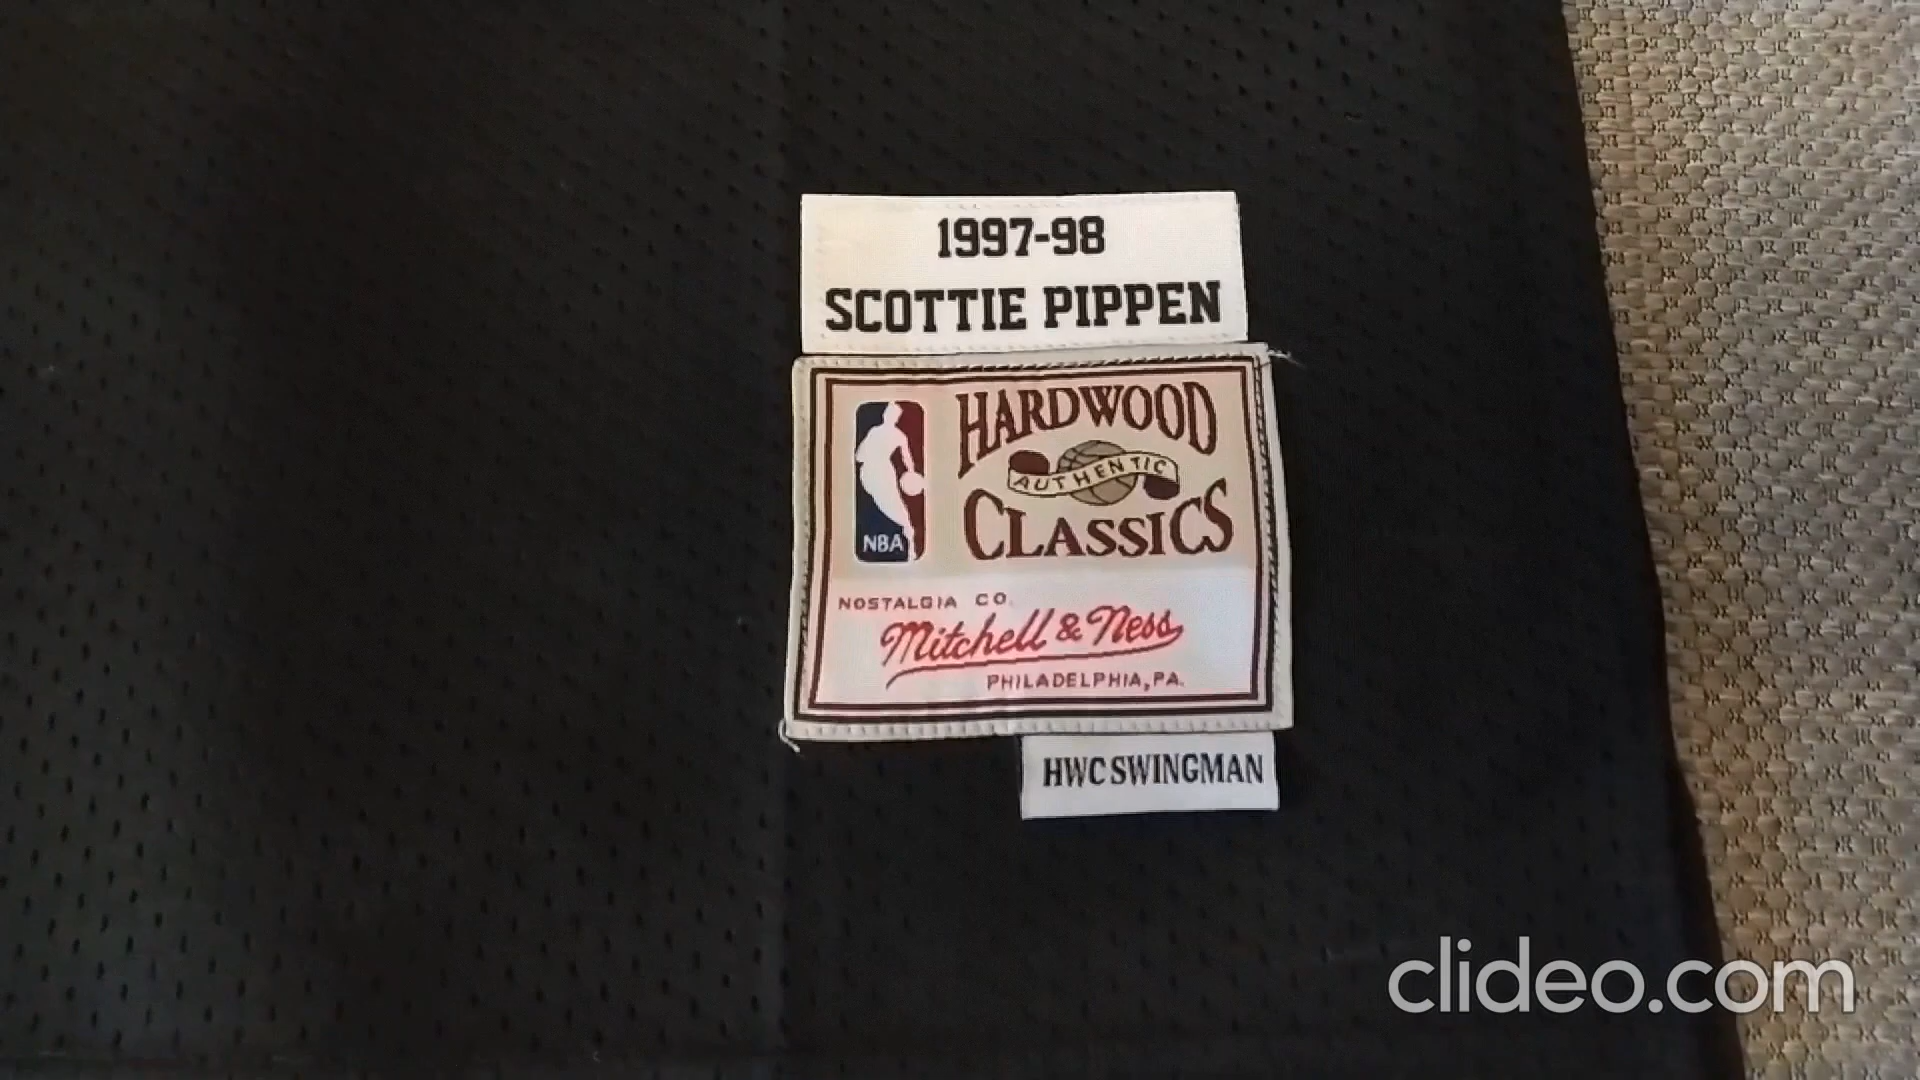 1997-98
SCOTTIE PIPPEN
HARDWOOD
AUTHENTIC
CLASSICS
NBA
NOSTALGIA CO.
Mitchell & Ness
PHILADELPHIA, PA.
HWC SWINGMAN
clideo.com